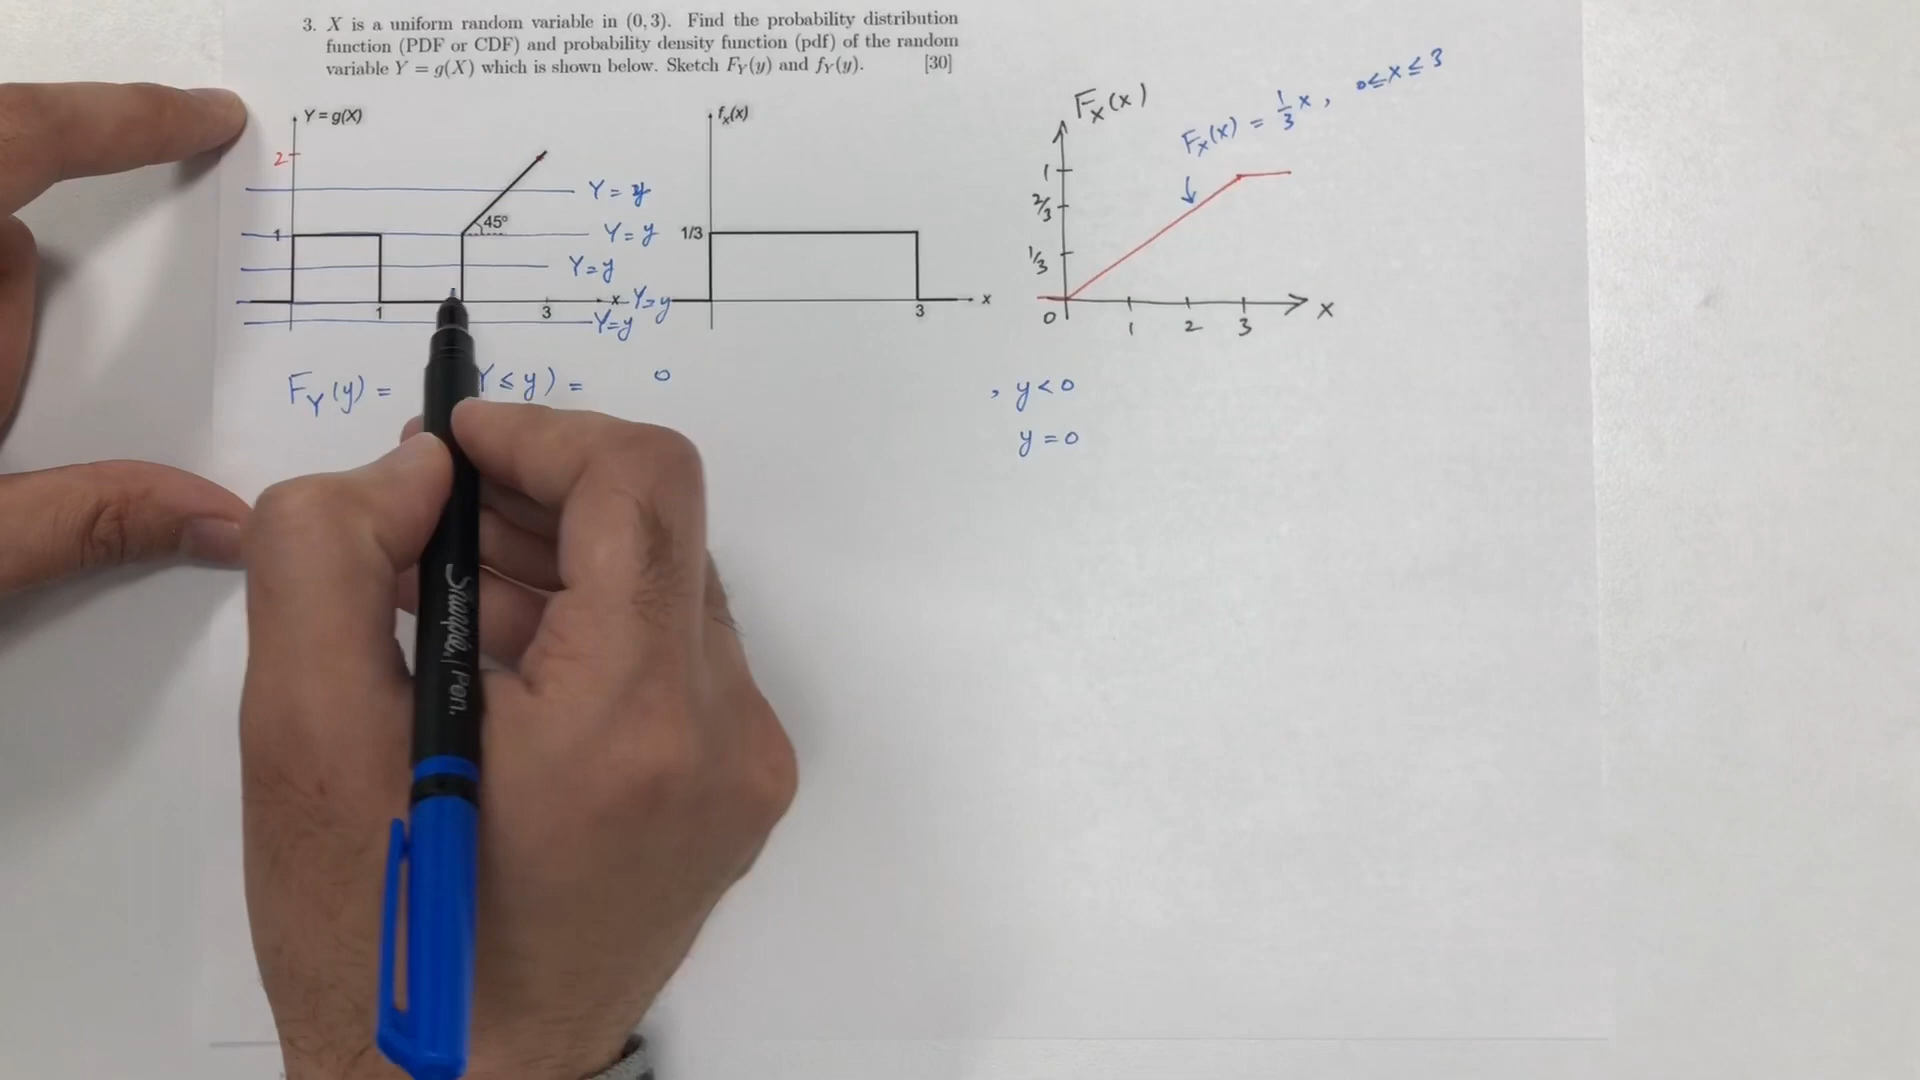 3. X is a uniform random variable in (0, 3). Find the probability distribution
function (PDF or CDF) and probability density function (pdf) of the random
variable Y = g(X) which is shown below. Sketch F_Y(y) and f_Y(y). [30]
Y = g(X)
2
1
45°
1
3
x
Y = y
Y = y
Y = y
Y = y
Y = y
f_x(x)
1/3
3
x
F_X(x)
F_X(x) = 1/3 x, 0 ≤ x ≤ 3
1
2/3
1/3
0
1
2
3
x
F_Y(y) = Y ≤ y) = 0 , y < 0
y = 0
Sharpie Pen.